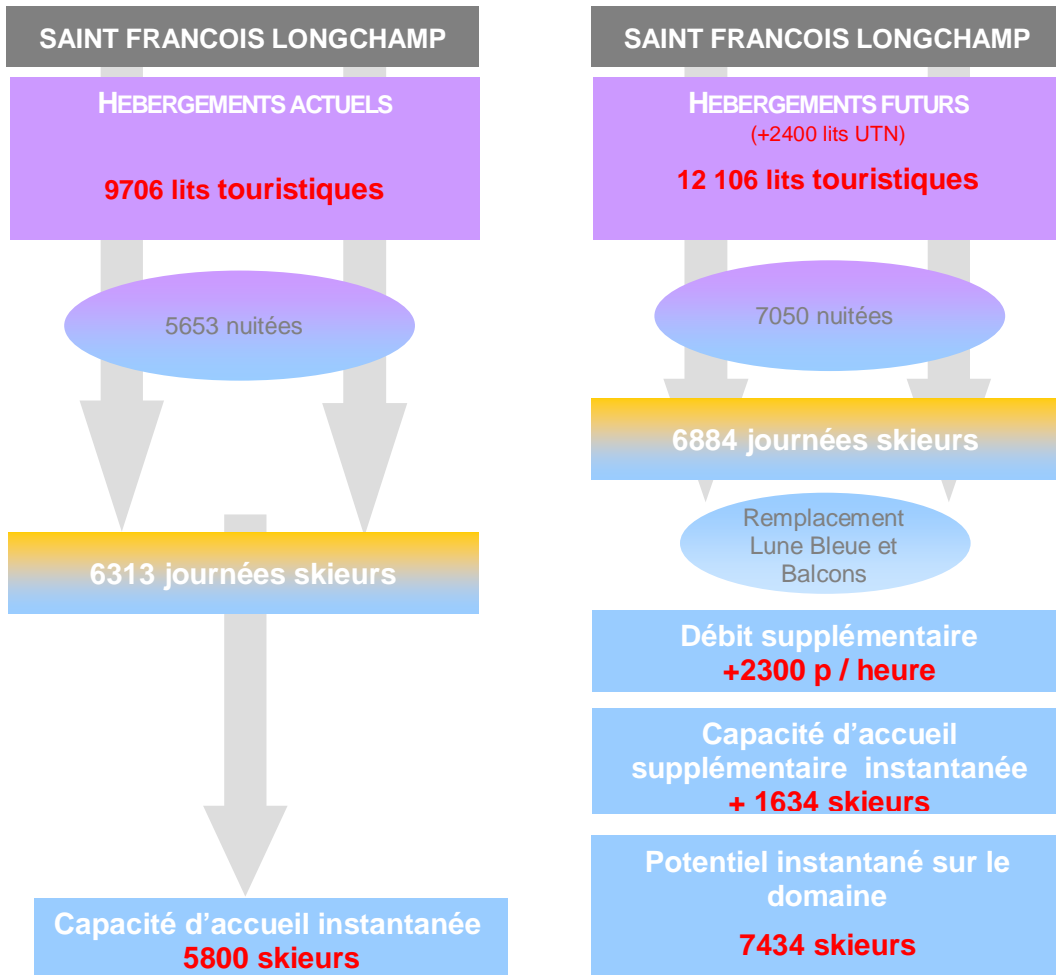 SAINT FRANCOIS LONGCHAMP
HEBERGEMENTS ACTUELS
9706 lits touristiques
5653 nuitées
6313 journées skieurs
Capacité d'accueil instantanée
5800 skieurs
SAINT FRANCOIS LONGCHAMP
HEBERGEMENTS FUTURS
(+2400 lits UTN)
12 106 lits touristiques
7050 nuitées
6884 journées skieurs
Remplacement
Lune Bleue et
Balcons
Débit supplémentaire
+2300 p / heure
Capacité d'accueil
supplémentaire instantanée
+ 1634 skieurs
Potentiel instantané sur le
domaine
7434 skieurs